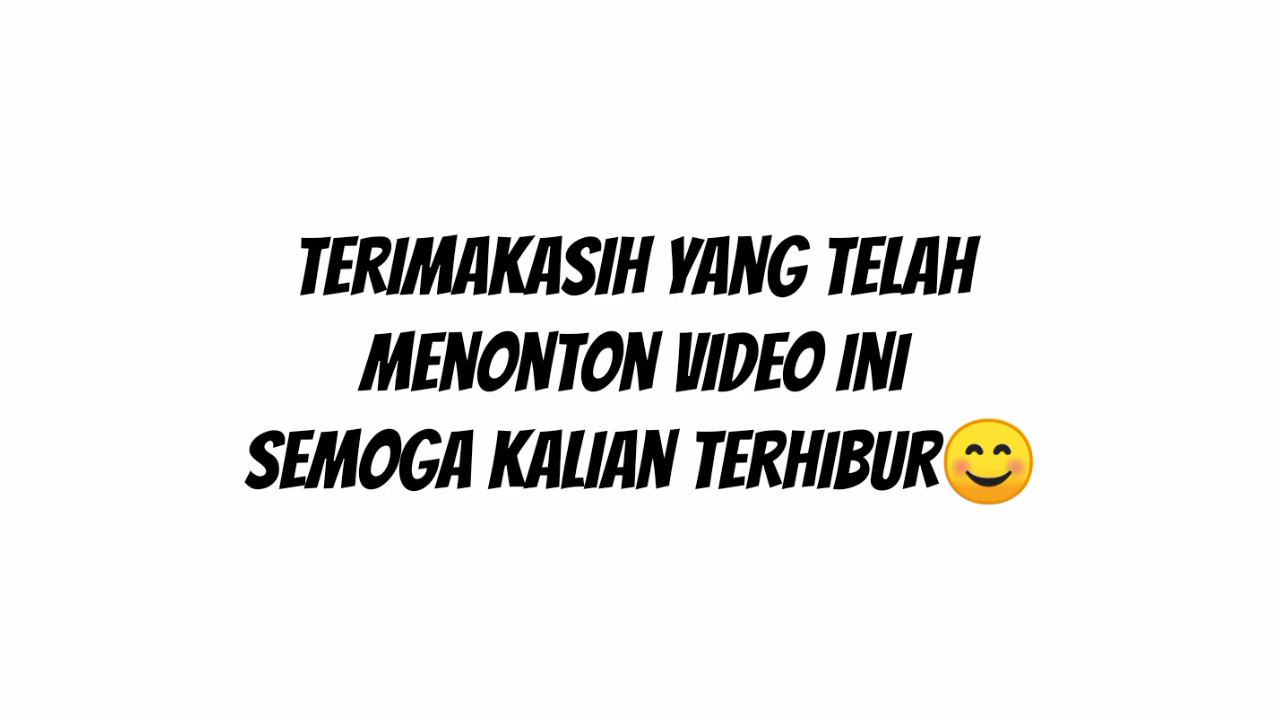 TERIMAKASIH YANG TELAH
MENONTON VIDEO INI
SEMOGA KALIAN TERHIBUR😊